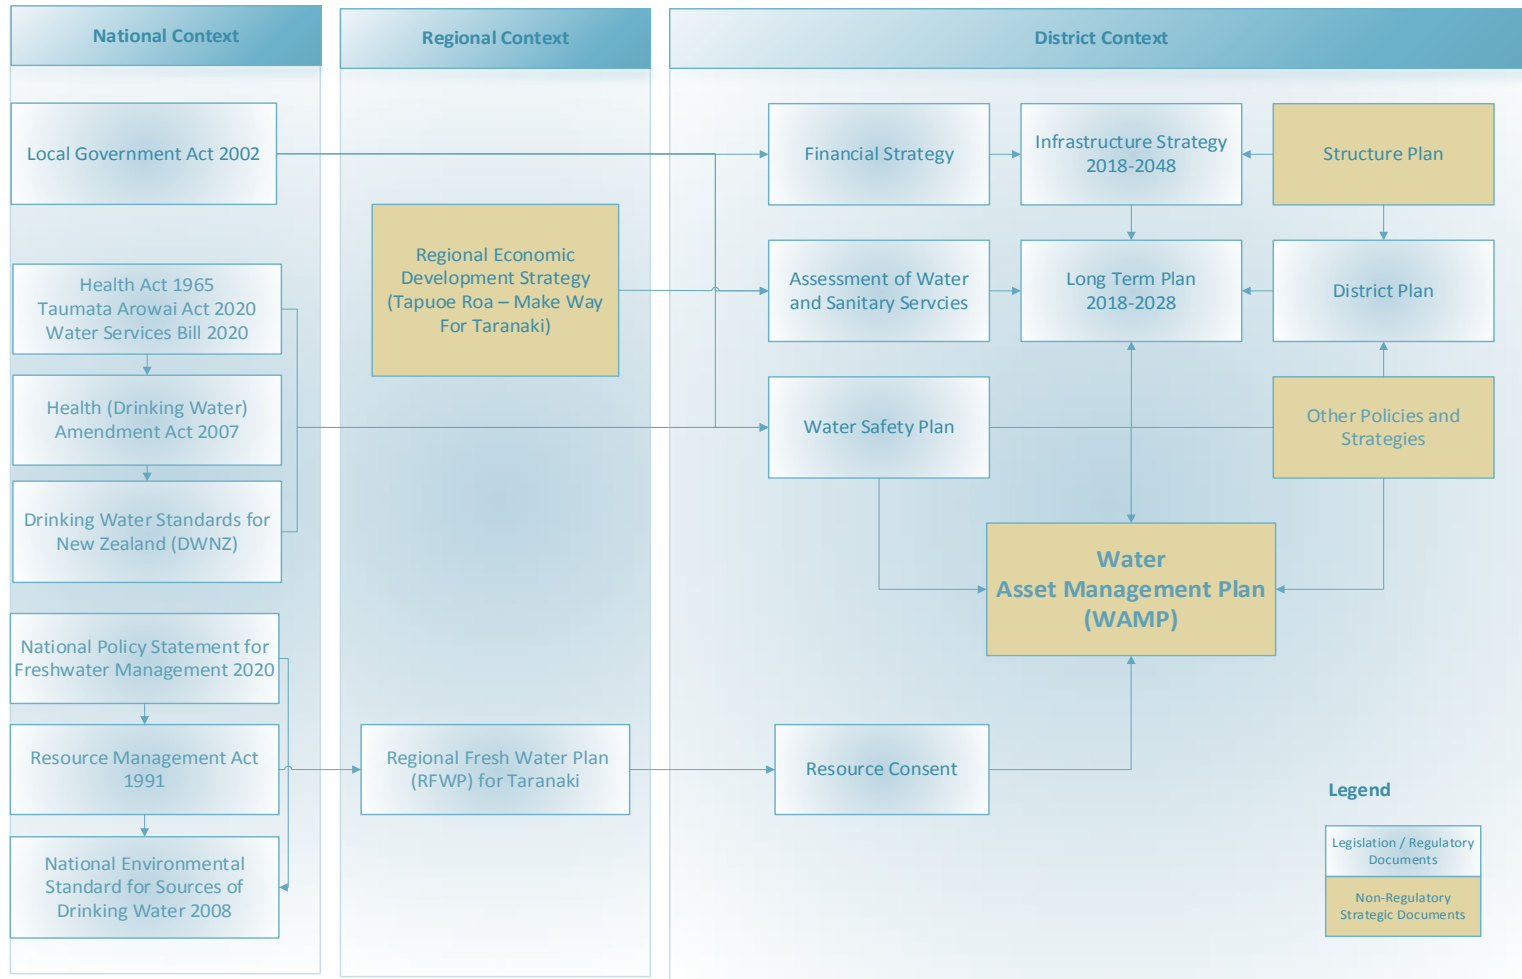 National Context
Regional Context
District Context
Local Government Act 2002
Financial Strategy
Infrastructure Strategy
2018-2048
Structure Plan
Regional Economic
Development Strategy
(Tapuoe Roa – Make Way
For Taranaki)
Health Act 1965
Taumata Arowai Act 2020
Water Services Bill 2020
Assessment of Water
and Sanitary Servcies
Long Term Plan
2018-2028
District Plan
Health (Drinking Water)
Amendment Act 2007
Water Safety Plan
Other Policies and
Strategies
Drinking Water Standards for
New Zealand (DWNZ)
Water
Asset Management Plan
(WAMP)
National Policy Statement for
Freshwater Management 2020
Resource Management Act
1991
Regional Fresh Water Plan
(RFWP) for Taranaki
Resource Consent
National Environmental
Standard for Sources of
Drinking Water 2008
Legend
Legislation / Regulatory
Documents
Non-Regulatory
Strategic Documents